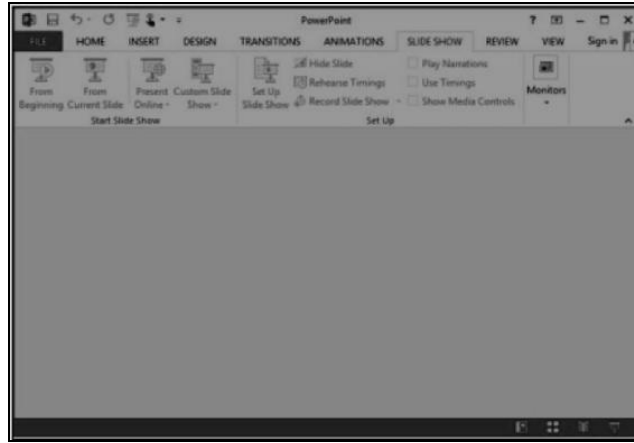 PowerPoint ?
FILE HOME INSERT DESIGN TRANSITIONS ANIMATIONS SLIDE SHOW REVIEW VIEW Sign in
From Beginning
From Current Slide
Present Online
Custom Slide Show
Start Slide Show
Set Up Slide Show
Hide Slide
Rehearse Timings
Record Slide Show
Play Narrations
Use Timings
Show Media Controls
Set Up
Monitors